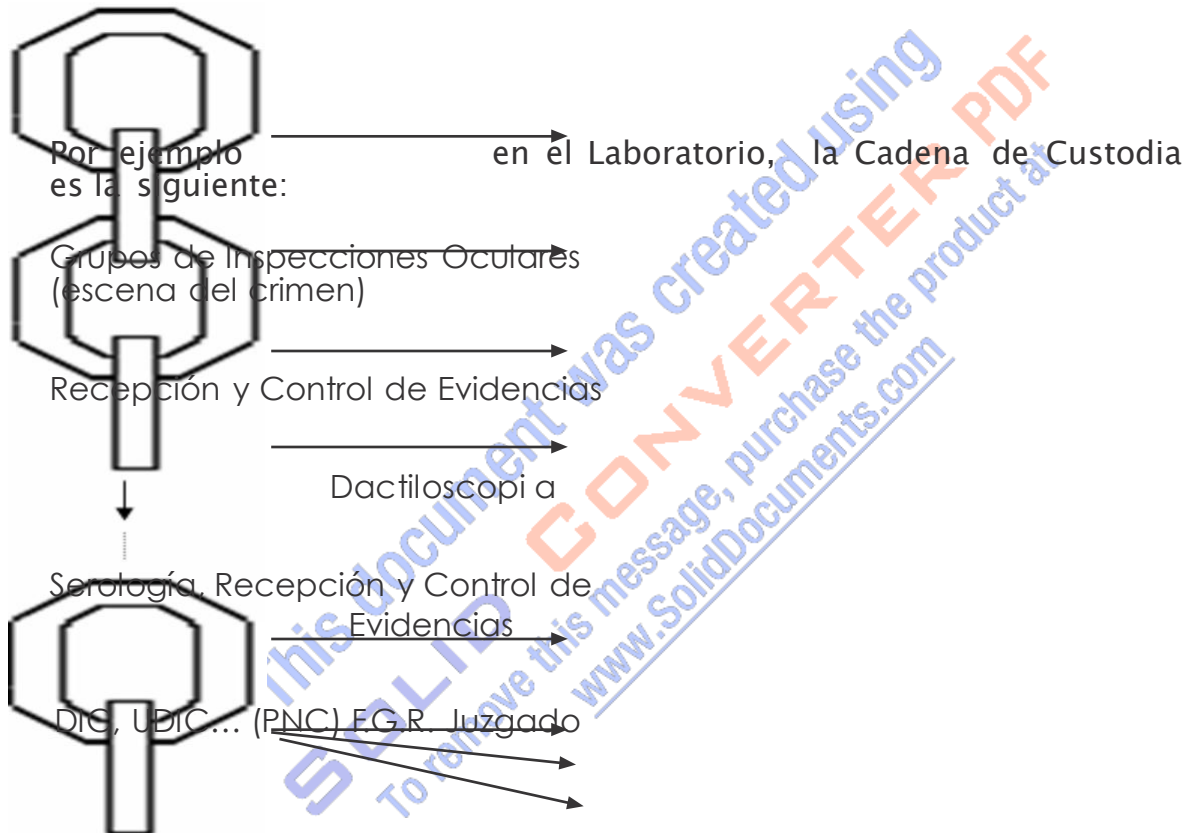 Por ejemplo en el Laboratorio, la Cadena de Custodia
es la siguiente:
Grupos de Inspecciones Oculares
(escena del crimen)
Recepción y Control de Evidencias
Dactiloscopi a
Serología, Recepción y Control de
Evidencias
DIC, UDIC... (PNC) F.G.R. Juzgado
This document was created using
SOLID CONVERTER PDF
To remove this message, purchase the product at
www.SolidDocuments.com